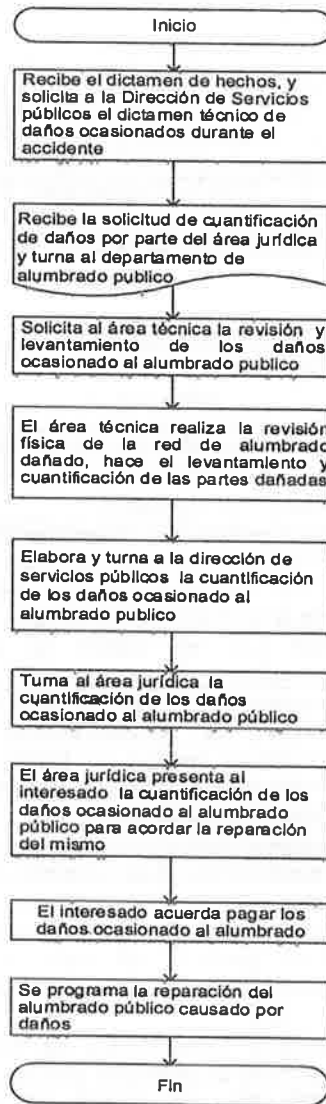 Inicio
Recibe el dictamen de hechos, y
solicita a la Dirección de Servicios
públicos el dictamen técnico de
daños ocasionados durante el
accidente
Recibe la solicitud de cuantificación
de daños por parte del área jurídica
y turna al departamento de
alumbrado publico
Solicita al área técnica la revisión y
levantamiento de los daños
ocasionado al alumbrado publico
El área técnica realiza la revisión
física de la red de alumbrado
dañado, hace el levantamiento y
cuantificación de las partes dañadas
Elabora y turna a la dirección de
servicios públicos la cuantificación
de los daños ocasionado al
alumbrado publico
Turna al área jurídica la
cuantificación de los daños
ocasionado al alumbrado público
El área jurídica presenta al
interesado la cuantificación de los
daños ocasionado al alumbrado
público para acordar la reparación
del mismo
El interesado acuerda pagar los
daños ocasionado al alumbrado
Se programa la reparación del
alumbrado público causado por
daños
Fin